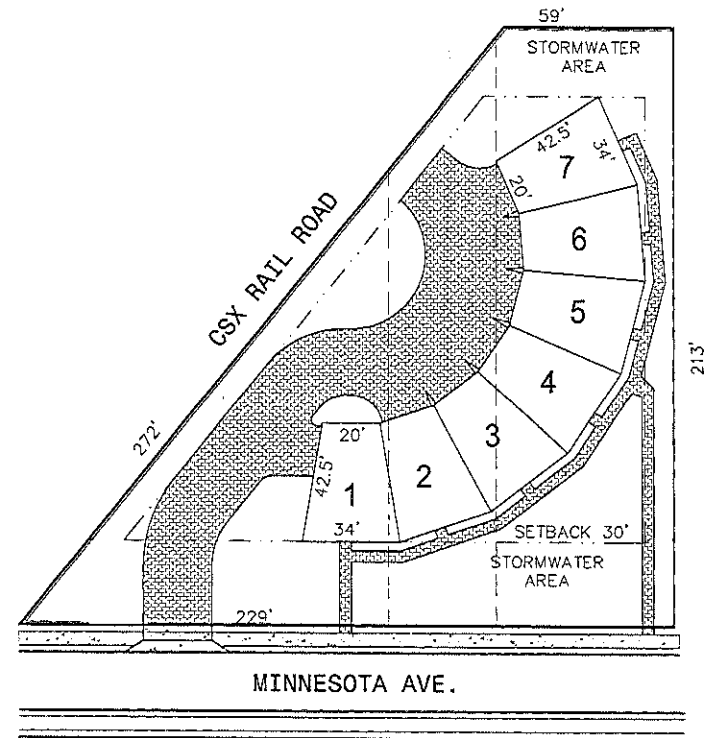 59'
STORMWATER
AREA
42.5'
34'
7
20'
CSX RAIL ROAD
6
5
213'
4
272'
3
20'
42.5'
2
1
34'
SETBACK 30'
STORMWATER
AREA
229'
MINNESOTA AVE.